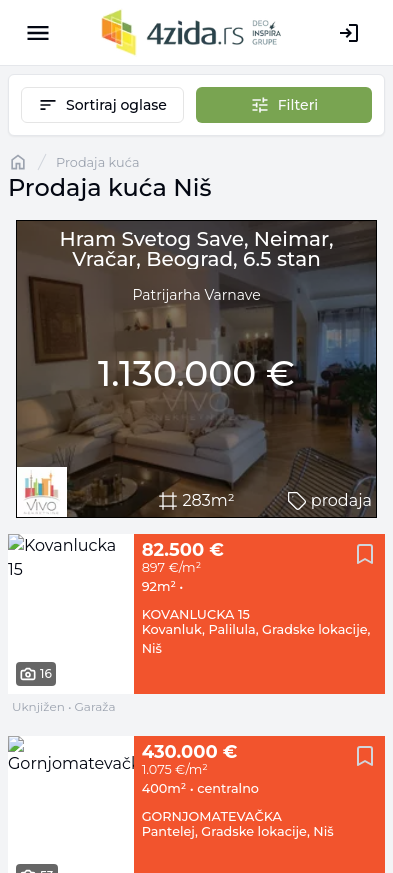 4zida.rs
DEO
INSPIRA
GRUPE
Sortiraj oglase
Filteri
Prodaja kuća
Prodaja kuća Niš
Hram Svetog Save, Neimar,
Vračar, Beograd, 6.5 stan
Patrijarha Varnave
1.130.000 €
VIVO
VIVO
283m²
prodaja
Kovanlucka
15
82.500 €
897 €/m²
92m² •
KOVANLUCKA 15
Kovanluk, Palilula, Gradske lokacije,
Niš
16
Uknjižen • Garaža
Gornjomatevačk
430.000 €
1.075 €/m²
400m² • centralno
GORNJOMATEVAČKA
Pantelej, Gradske lokacije, Niš
53